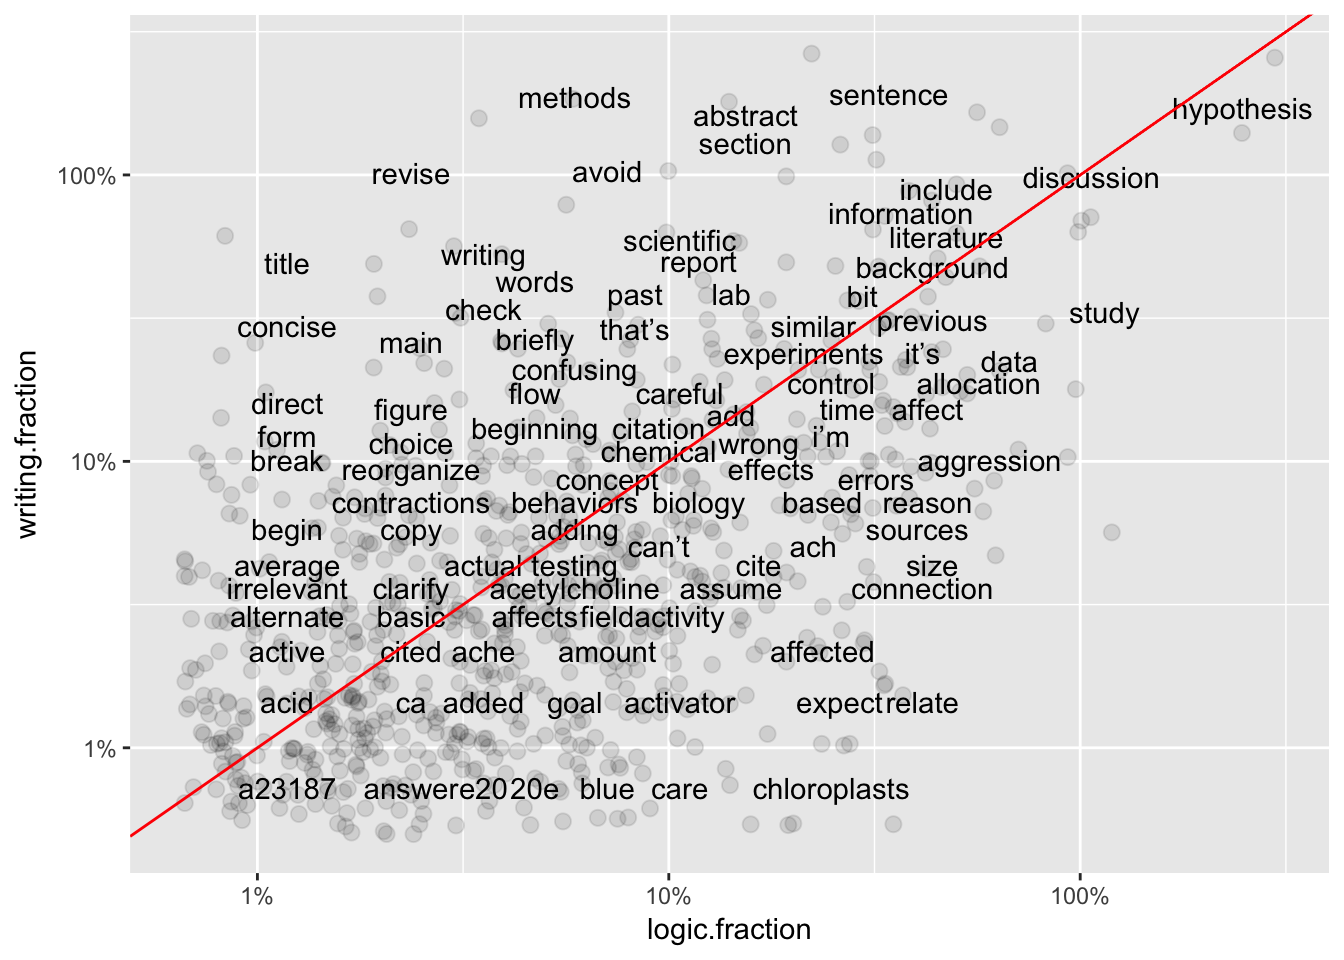 methods
sentence
abstract
hypothesis
section
100%
revise
avoid
discussion
include
information
scientific
literature
title
writing
report
background
words
past
lab
bit
check
study
concise
that’s
similar
previous
main
briefly
experiments
it’s
data
confusing
control
allocation
direct
flow
careful
figure
add
time
affect
form
choice
beginning
citation
wrong
i’m
10%
break
chemical
aggression
reorganize
concept
effects
errors
contractions
behaviors
biology
based
reason
begin
copy
adding
sources
can’t
ach
average
actual
testing
cite
size
irrelevant
clarify
acetylcholine
assume
connection
alternate
basic
affects
field
activity
active
cited
ache
amount
affected
acid
ca
added
goal
activator
expect
relate
1%
a23187
answere2020e
blue
care
chloroplasts
1%
10%
100%
logic.fraction
writing.fraction